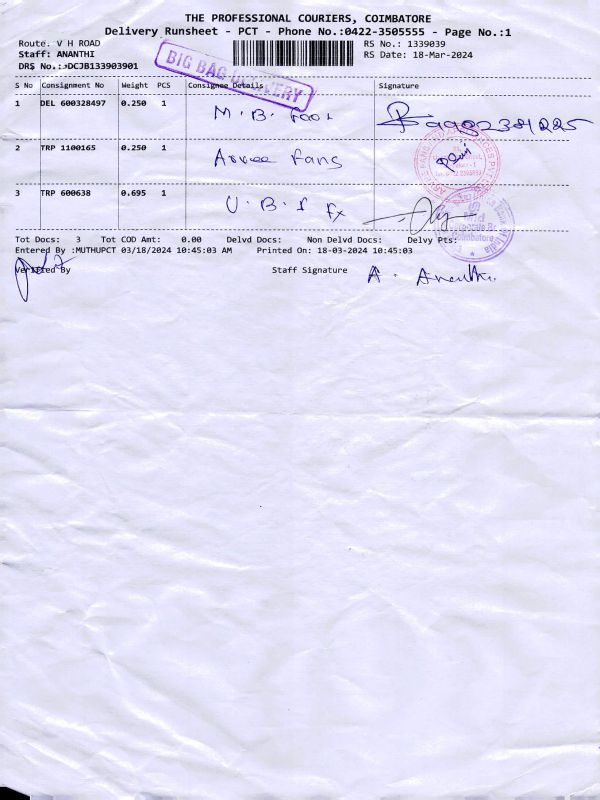 THE PROFESSIONAL COURIERS, COIMBATORE
Delivery Runsheet - PCT - Phone No.:0422-3505555 - Page No.:1
Route. V H ROAD RS No.: 1339039
Staff: ANANTHI RS Date: 18-Mar-2024
DRS No.:DCJB133903901
BIG BAG DELIVERY
S No Consignment No Weight PCS Consignee Details Signature
1 DEL 600328497 0.250 1 M.B. Tool
2 TRP 1100165 0.250 1 Arvee Fans
3 TRP 600638 0.695 1 U.B.I Fx
Tot Docs: 3 Tot COD Amt: 0.00 Delvd Docs: Non Delvd Docs: Delvy Pts:
Entered By :MUTHUPCT 03/18/2024 10:45:03 AM Printed On: 18-03-2024 10:45:03
Verified By Staff Signature A. Ananthi